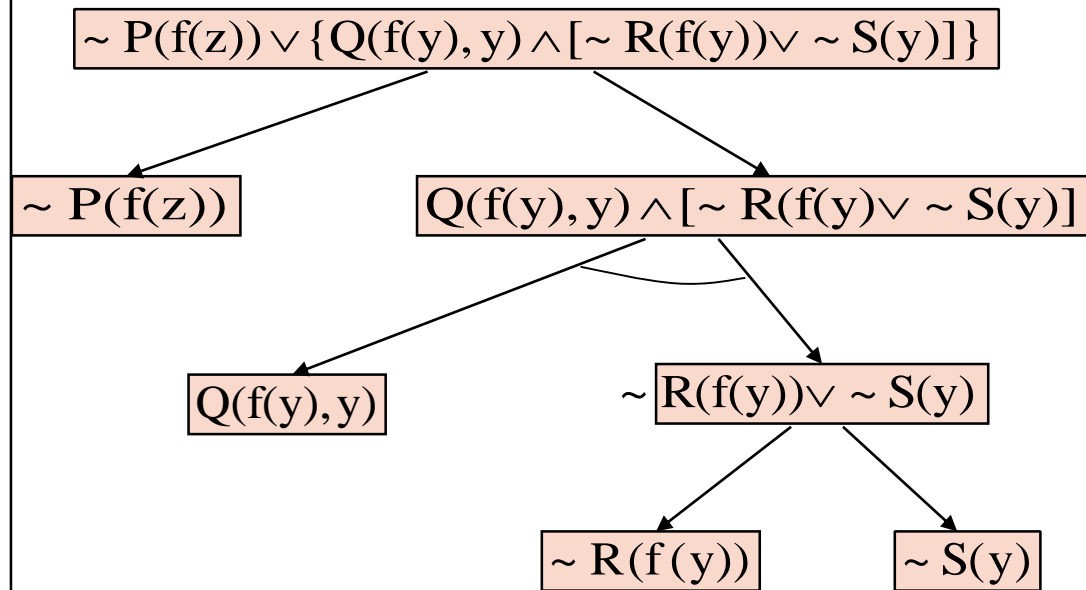 ~ P(f(z)) ∨ {Q(f(y), y) ∧ [~ R(f(y)) ∨ ~ S(y)]}
~ P(f(z))
Q(f(y), y) ∧ [~ R(f(y) ∨ ~ S(y)]
Q(f(y), y)
~ R(f(y)) ∨ ~ S(y)
~ R(f (y))
~ S(y)